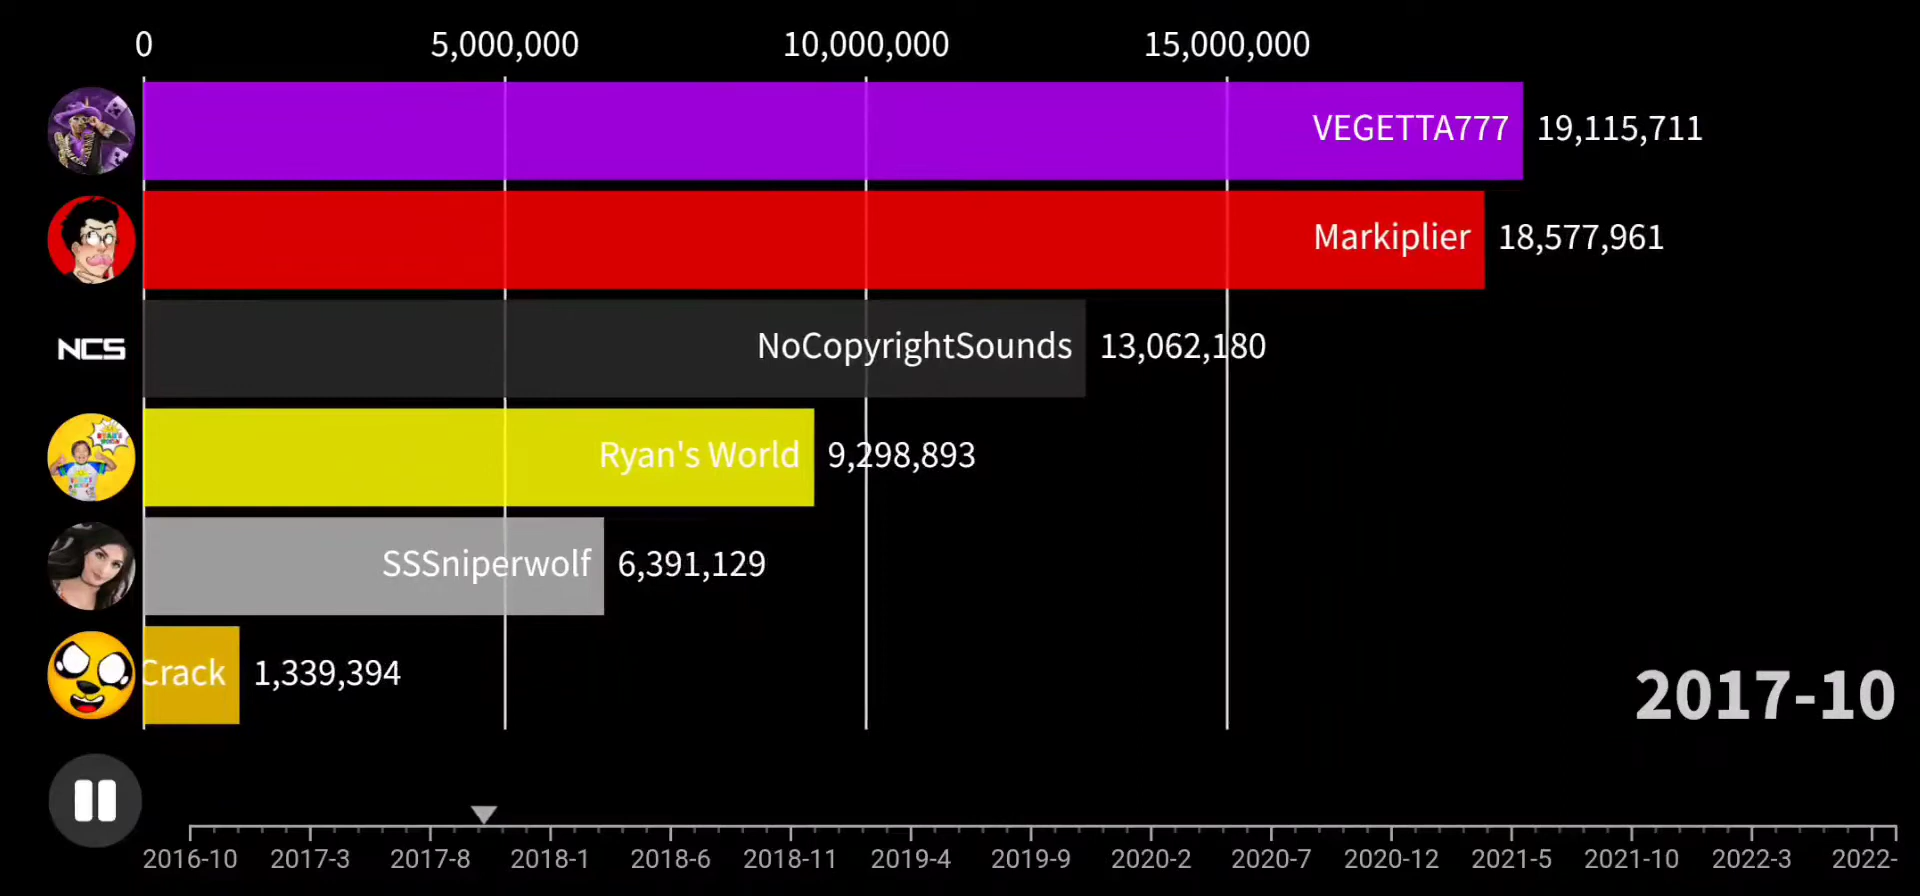 0 5,000,000 10,000,000 15,000,000
VEGETTA777 19,115,711
Markiplier 18,577,961
NCS NoCopyrightSounds 13,062,180
Ryan's World 9,298,893
SSSniperwolf 6,391,129
Crack 1,339,394
2017-10
2016-10 2017-3 2017-8 2018-1 2018-6 2018-11 2019-4 2019-9 2020-2 2020-7 2020-12 2021-5 2021-10 2022-3 2022-